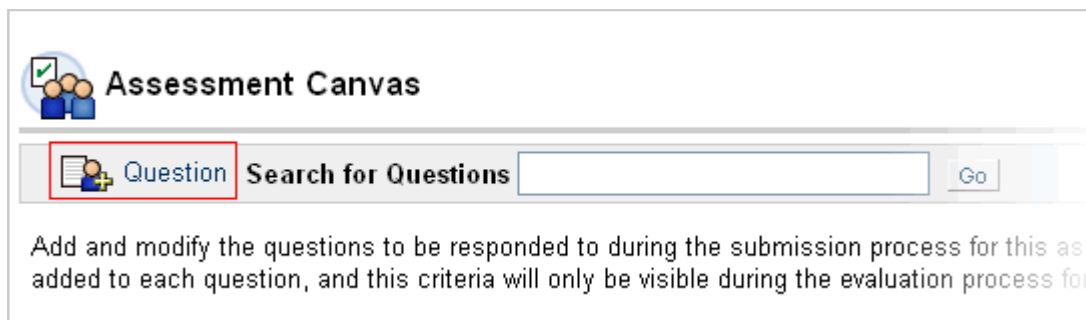 Assessment Canvas
Question Search for Questions Go
Add and modify the questions to be responded to during the submission process for this as
added to each question, and this criteria will only be visible during the evaluation process for